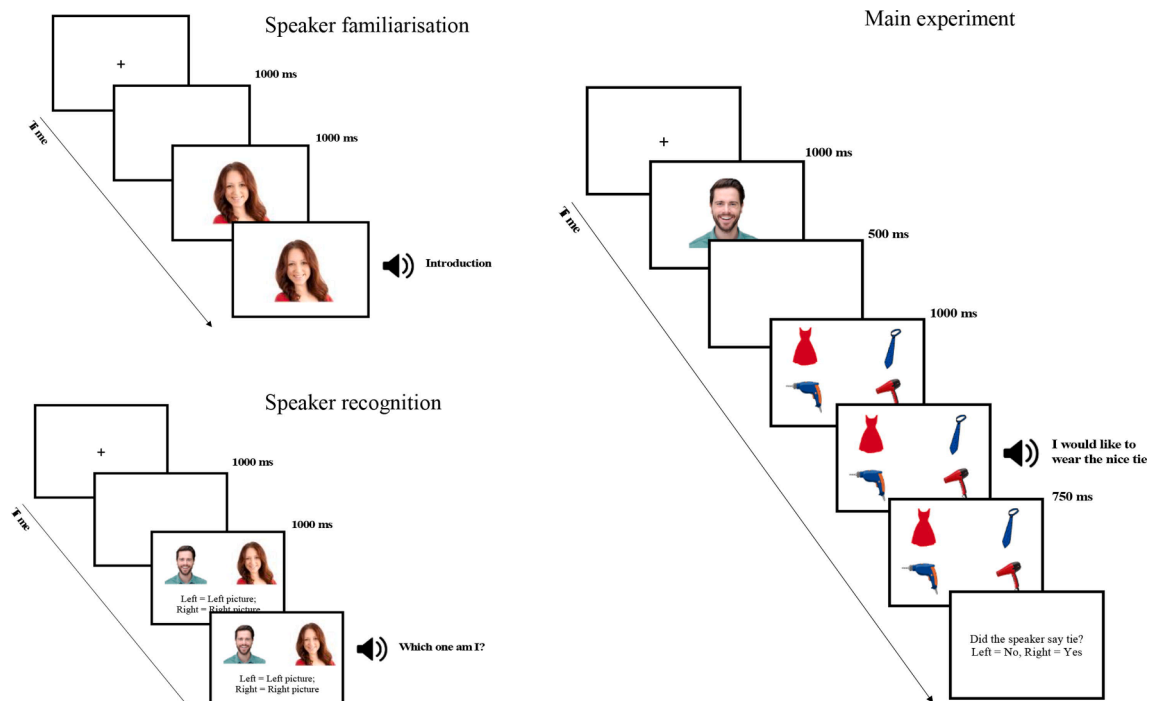 Speaker familiarisation
+
1000 ms
1000 ms
Introduction
Time
Speaker recognition
+
1000 ms
1000 ms
Left = Left picture;
Right = Right picture
Left = Left picture;
Right = Right picture
Which one am I?
Time
Main experiment
+
1000 ms
500 ms
1000 ms
I would like to
wear the nice tie
750 ms
Did the speaker say tie?
Left = No, Right = Yes
Time